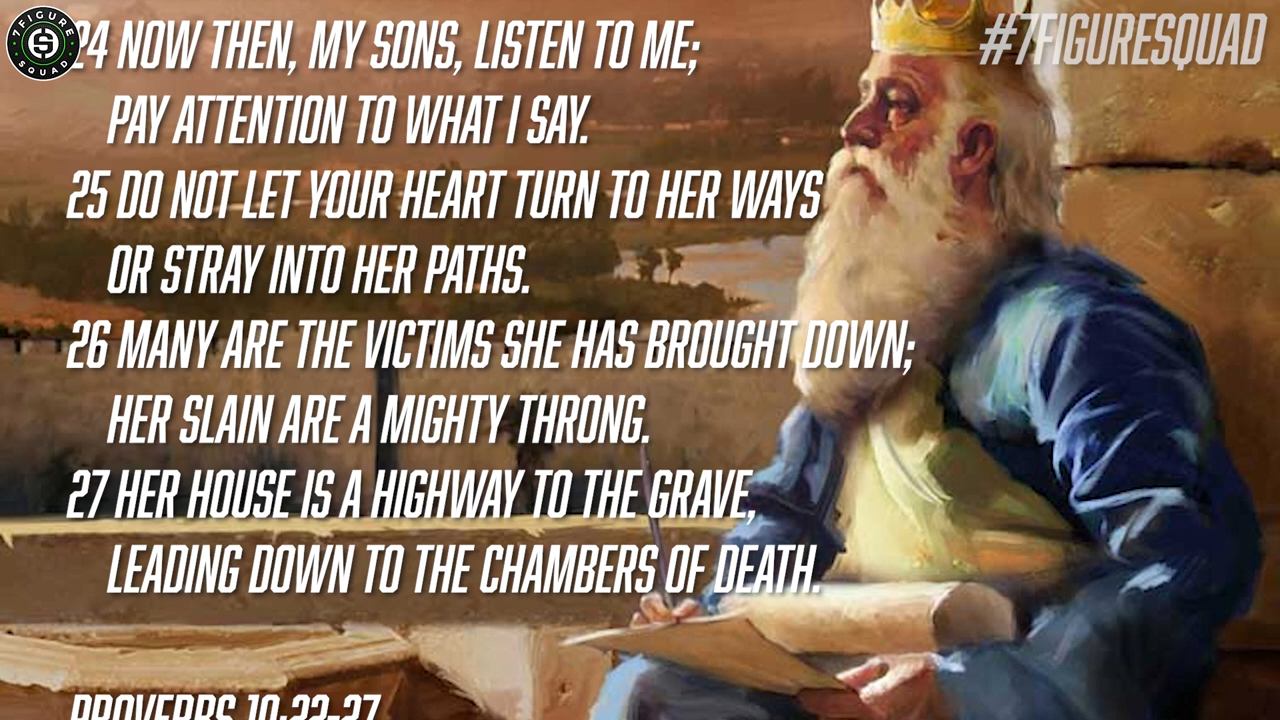 7FIGURE
SQUAD
#7FIGURESQUAD
24 NOW THEN, MY SONS, LISTEN TO ME;
PAY ATTENTION TO WHAT I SAY.
25 DO NOT LET YOUR HEART TURN TO HER WAYS
OR STRAY INTO HER PATHS.
26 MANY ARE THE VICTIMS SHE HAS BROUGHT DOWN;
HER SLAIN ARE A MIGHTY THRONG.
27 HER HOUSE IS A HIGHWAY TO THE GRAVE,
LEADING DOWN TO THE CHAMBERS OF DEATH.
PROVERBS